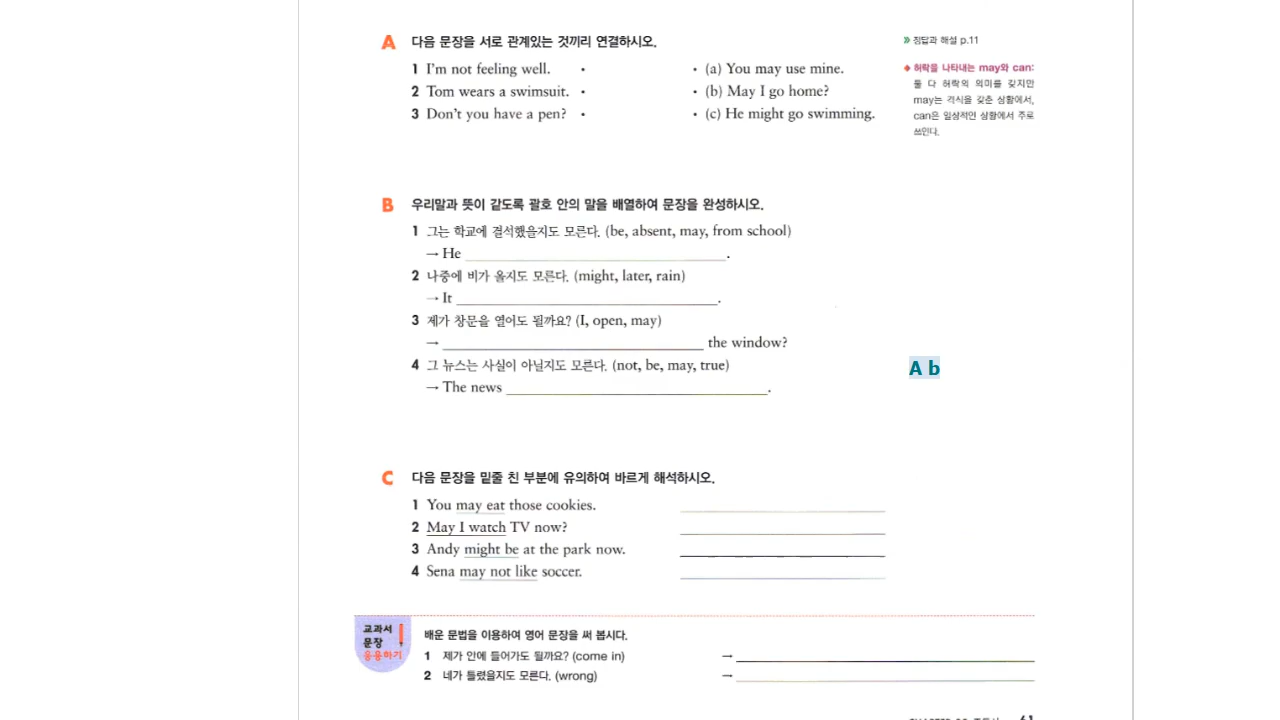 A 다음 문장을 서로 관계있는 것끼리 연결하시오.
1 I'm not feeling well. • • (a) You may use mine.
2 Tom wears a swimsuit. • • (b) May I go home?
3 Don't you have a pen? • • (c) He might go swimming.
» 정답과 해설 p.11
◆ 허락을 나타내는 may와 can:
둘 다 허락의 의미를 갖지만
may는 격식을 갖춘 상황에서,
can은 일상적인 상황에서 주로
쓰인다.
B 우리말과 뜻이 같도록 괄호 안의 말을 배열하여 문장을 완성하시오.
1 그는 학교에 결석했을지도 모른다. (be, absent, may, from school)
→ He .
2 나중에 비가 올지도 모른다. (might, later, rain)
→ It .
3 제가 창문을 열어도 될까요? (I, open, may)
→ the window?
4 그 뉴스는 사실이 아닐지도 모른다. (not, be, may, true)
→ The news .
A b
C 다음 문장을 밑줄 친 부분에 유의하여 바르게 해석하시오.
1 You may eat those cookies.
2 May I watch TV now?
3 Andy might be at the park now.
4 Sena may not like soccer.
교과서
문장
응용하기
배운 문법을 이용하여 영어 문장을 써 봅시다.
1 제가 안에 들어가도 될까요? (come in) →
2 네가 틀렸을지도 모른다. (wrong) →